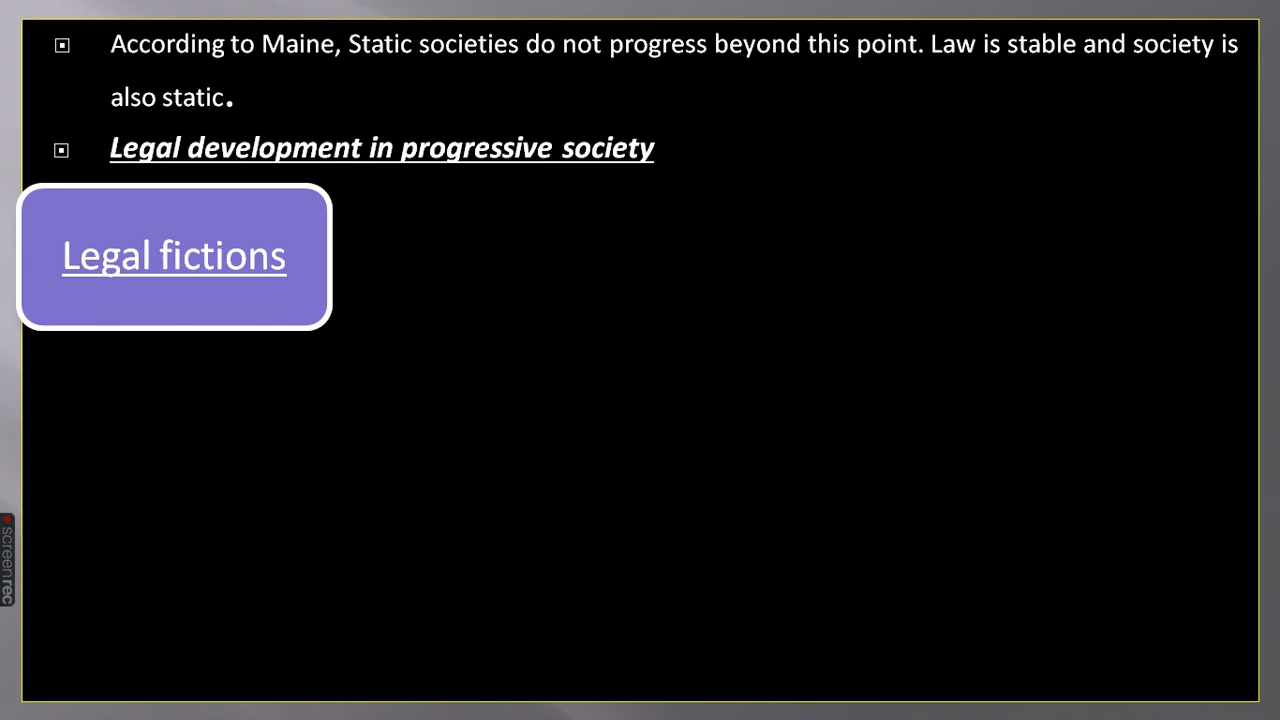 According to Maine, Static societies do not progress beyond this point. Law is stable and society is
also static.
Legal development in progressive society
Legal fictions
screenrec